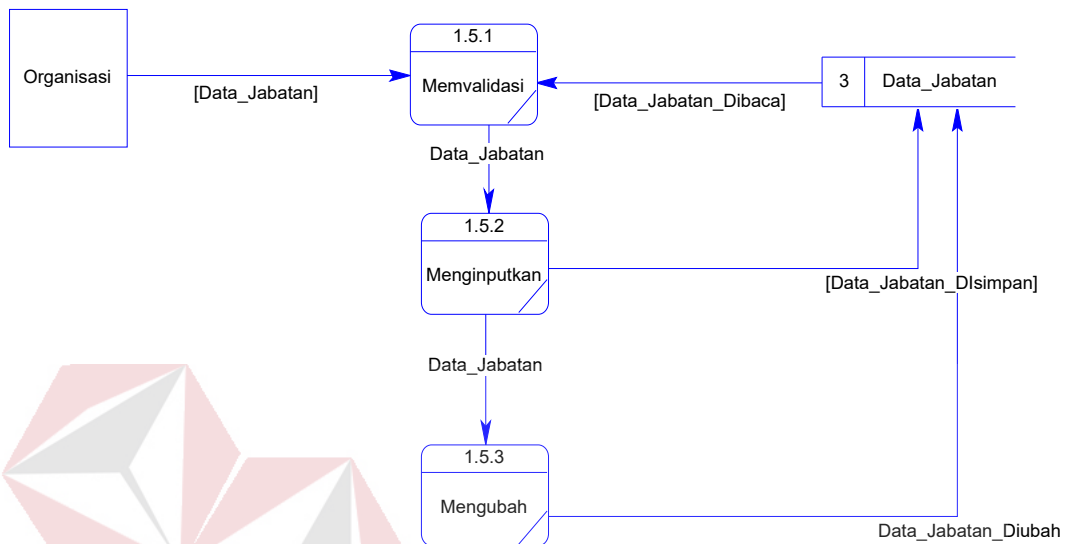 1.5.1
Organisasi
Memvalidasi
3 Data_Jabatan
[Data_Jabatan]
[Data_Jabatan_Dibaca]
Data_Jabatan
1.5.2
Menginputkan
[Data_Jabatan_DIsimpan]
Data_Jabatan
1.5.3
Mengubah
Data_Jabatan_Diubah